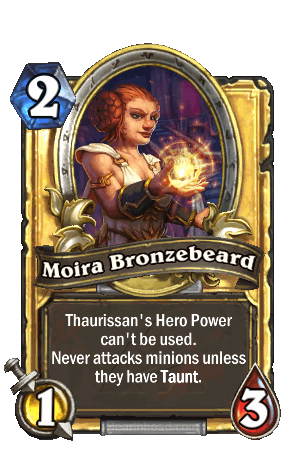 2
Moira Bronzebeard
Thaurissan's Hero Power
can't be used.
Never attacks minions unless
they have Taunt.
1
3